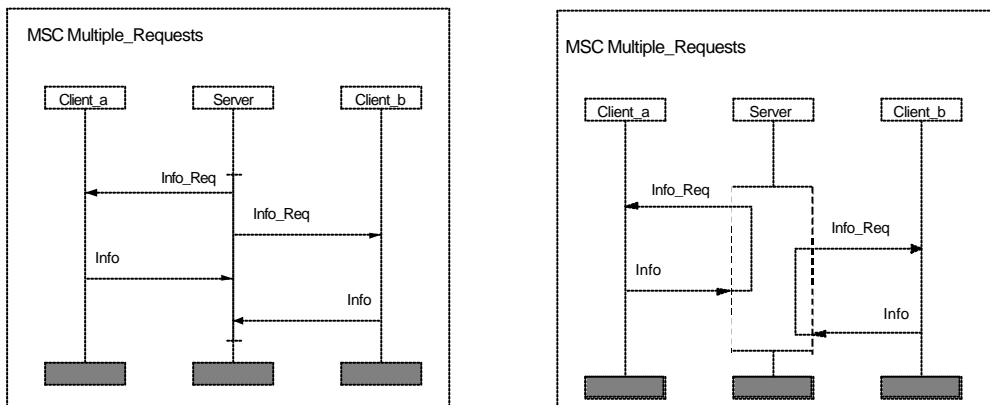 MSC Multiple_Requests
Client_a
Server
Client_b
Info_Req
Info_Req
Info
Info
MSC Multiple_Requests
Client_a
Server
Client_b
Info_Req
Info_Req
Info
Info